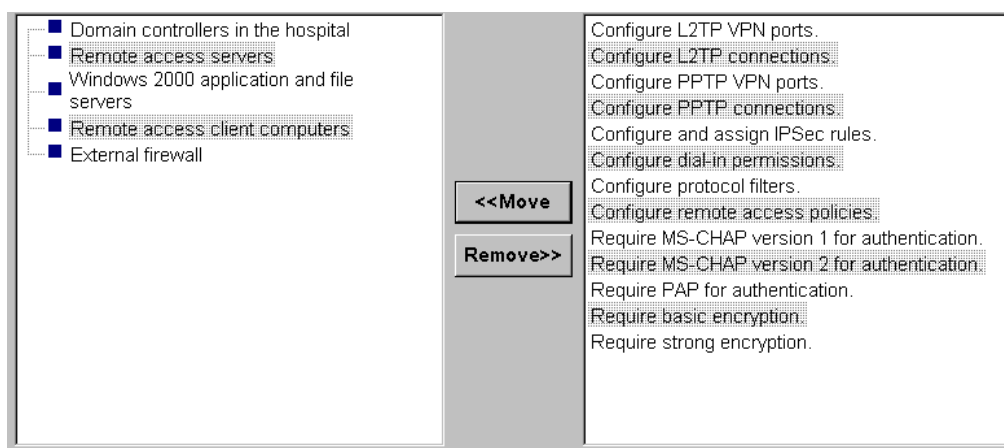 Domain controllers in the hospital
Remote access servers
Windows 2000 application and file
servers
Remote access client computers
External firewall
<<Move
Remove>>
Configure L2TP VPN ports.
Configure L2TP connections.
Configure PPTP VPN ports.
Configure PPTP connections.
Configure and assign IPSec rules.
Configure dial-in permissions.
Configure protocol filters.
Configure remote access policies.
Require MS-CHAP version 1 for authentication.
Require MS-CHAP version 2 for authentication.
Require PAP for authentication.
Require basic encryption.
Require strong encryption.